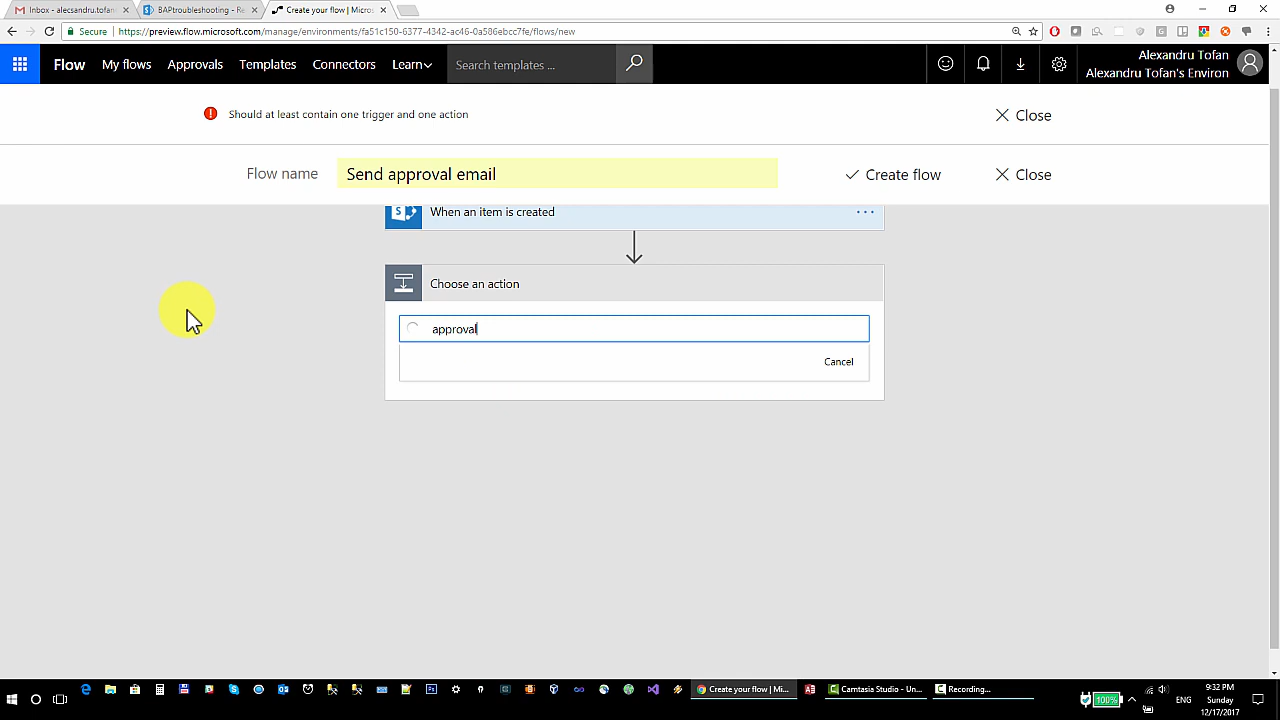 Inbox - alecsandru.tofan
BAPtroubleshooting - Re
Create your flow | Micros
Secure
https://preview.flow.microsoft.com/manage/environments/fa51c150-6377-4342-ac46-0a586ebcc7fe/flows/new
Flow
My flows
Approvals
Templates
Connectors
Learn
Search templates ...
Alexandru Tofan
Alexandru Tofan's Environ
Should at least contain one trigger and one action
Close
Flow name
Send approval email
Create flow
Close
When an item is created
Choose an action
approval
Cancel
Create your flow | Mi...
Camtasia Studio - Un...
Recording...
100%
ENG
9:32 PM
Sunday
12/17/2017